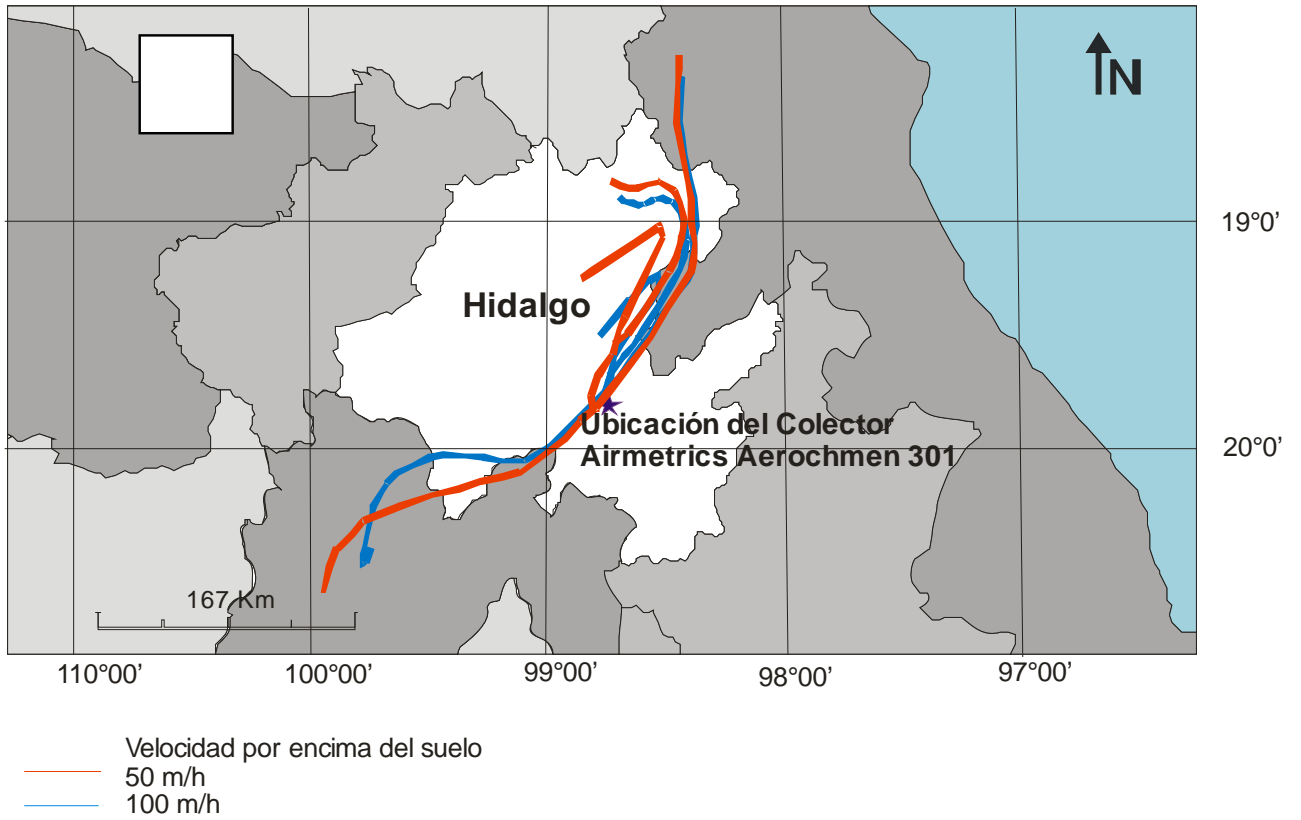 N
19°0’
Hidalgo
Ubicación del Colector
Airmetrics Aerochmen 301
20°0’
167 Km
110°00’ 100°00’ 99°00’ 98°00’ 97°00’
Velocidad por encima del suelo
50 m/h
100 m/h